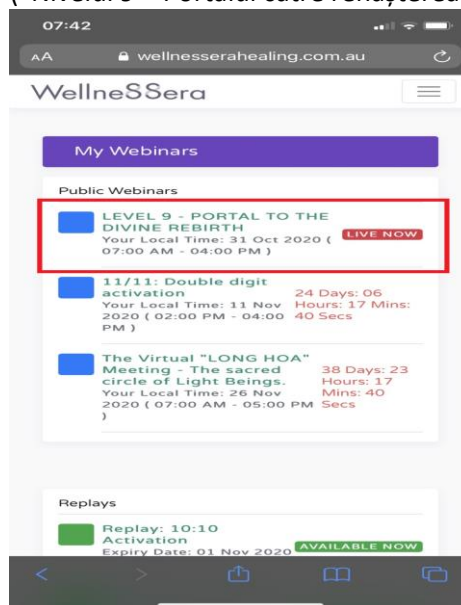 07:42
AA wellnesserahealing.com.au
WellneSSera
My Webinars
Public Webinars
LEVEL 9 - PORTAL TO THE
DIVINE REBIRTH
Your Local Time: 31 Oct 2020 (
07:00 AM - 04:00 PM )
LIVE NOW
11/11: Double digit
activation
Your Local Time: 11 Nov
2020 ( 02:00 PM - 04:00
PM )
24 Days: 06
Hours: 17 Mins:
40 Secs
The Virtual "LONG HOA"
Meeting - The sacred
circle of Light Beings.
Your Local Time: 26 Nov
2020 ( 07:00 AM - 05:00 PM
)
38 Days: 23
Hours: 17
Mins: 40
Secs
Replays
Replay: 10:10
Activation
Expiry Date: 01 Nov 2020
AVAILABLE NOW